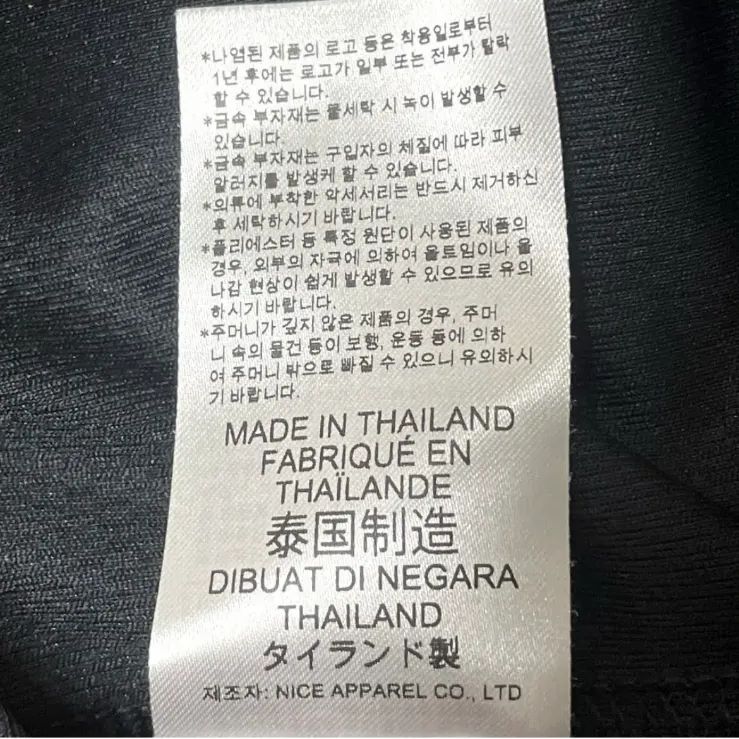 *나염된 제품의 로고 등은 착용일로부터
1년 후에는 로고가 일부 또는 전부가 탈락
할 수 있습니다.
*금속 부자재는 물세탁 시 녹이 발생할 수
있습니다.
*금속 부자재는 구입자의 체질에 따라 피부
알러지를 발생케 할 수 있습니다.
*의류에 부착한 악세서리는 반드시 제거하신
후 세탁하시기 바랍니다.
*폴리에스터 등 특정 원단이 사용된 제품의
경우, 외부의 자극에 의하여 올트임이나 올
나감 현상이 쉽게 발생할 수 있으므로 유의
하시기 바랍니다.
*주머니가 깊지 않은 제품의 경우, 주머
니 속의 물건 등이 보행, 운동 등에 의하
여 주머니 밖으로 빠질 수 있으니 유의하시
기 바랍니다.
MADE IN THAILAND
FABRIQUÉ EN
THAÏLANDE
泰国制造
DIBUAT DI NEGARA
THAILAND
タイランド製
제조자: NICE APPAREL CO., LTD